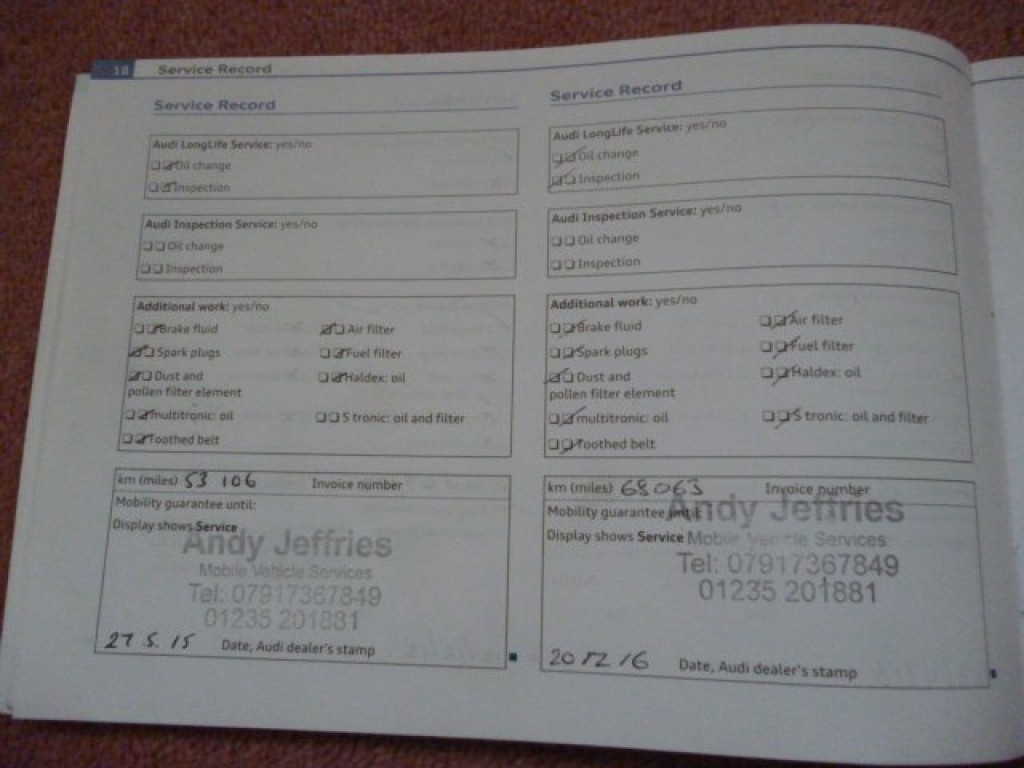 18 Service Record
Service Record
Audi LongLife Service: yes/no
Oil change
Inspection
Audi Inspection Service: yes/no
Oil change
Inspection
Additional work: yes/no
Brake fluid Air filter
Spark plugs Fuel filter
Dust and Haldex: oil
pollen filter element
multitronic: oil S tronic: oil and filter
Toothed belt
km (miles) 53 106 Invoice number
Mobility guarantee until:
Display shows Service
Andy Jeffries
Mobile Vehicle Services
Tel: 07917367849
01235 201881
27.5.15 Date, Audi dealer's stamp
Service Record
Audi LongLife Service: yes/no
Oil change
Inspection
Audi Inspection Service: yes/no
Oil change
Inspection
Additional work: yes/no
Brake fluid Air filter
Spark plugs Fuel filter
Dust and Haldex: oil
pollen filter element
multitronic: oil S tronic: oil and filter
Toothed belt
km (miles) 68063 Invoice number
Mobility guarantee until:
Andy Jeffries
Display shows Service Mobile Vehicle Services
Tel: 07917367849
01235 201881
20 12 16 Date, Audi dealer's stamp